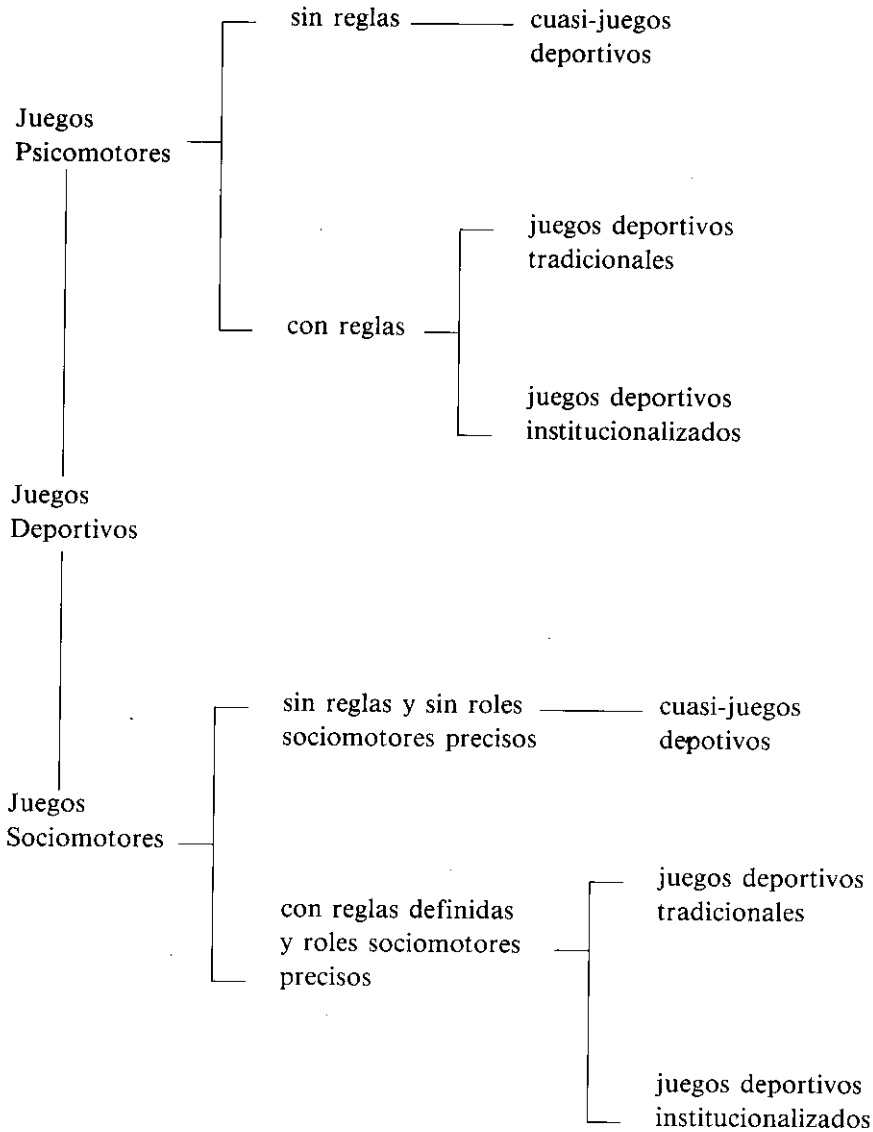 sin reglas
cuasi-juegos
deportivos
Juegos
Psicomotores
juegos deportivos
tradicionales
con reglas
juegos deportivos
institucionalizados
Juegos
Deportivos
sin reglas y sin roles
sociomotores precisos
cuasi-juegos
depotivos
Juegos
Sociomotores
con reglas definidas
y roles sociomotores
precisos
juegos deportivos
tradicionales
juegos deportivos
institucionalizados